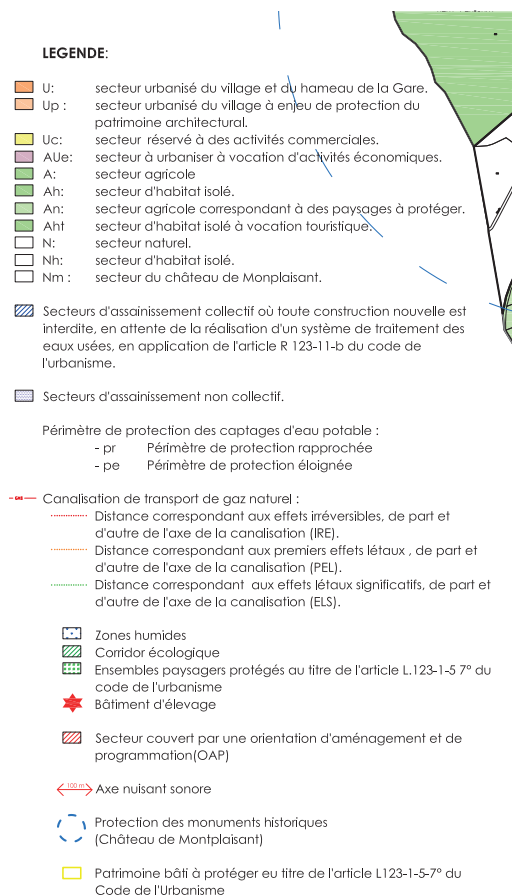 LEGENDE:
U: secteur urbanisé du village et du hameau de la Gare.
Up : secteur urbanisé du village à enjeu de protection du
patrimoine architectural.
Uc: secteur réservé à des activités commerciales.
AUe: secteur à urbaniser à vocation d'activités économiques.
A: secteur agricole
Ah: secteur d'habitat isolé.
An: secteur agricole correspondant à des paysages à protéger.
Aht secteur d'habitat isolé à vocation touristique.
N: secteur naturel.
Nh: secteur d'habitat isolé.
Nm : secteur du château de Monplaisant.
Secteurs d'assainissement collectif où toute construction nouvelle est
interdite, en attente de la réalisation d'un système de traitement des
eaux usées, en application de l'article R 123-11-b du code de
l'urbanisme.
Secteurs d'assainissement non collectif.
Périmètre de protection des captages d'eau potable :
- pr Périmètre de protection rapprochée
- pe Périmètre de protection éloignée
GAS Canalisation de transport de gaz naturel :
Distance correspondant aux effets irréversibles, de part et
d'autre de l'axe de la canalisation (IRE).
Distance correspondant aux premiers effets létaux , de part et
d'autre de l'axe de la canalisation (PEL).
Distance correspondant aux effets létaux significatifs, de part et
d'autre de l'axe de la canalisation (ELS).
Zones humides
Corridor écologique
Ensembles paysagers protégés au titre de l'article L.123-1-5 7° du
code de l'urbanisme
Bâtiment d'élevage
Secteur couvert par une orientation d'aménagement et de
programmation(OAP)
100 m Axe nuisant sonore
Protection des monuments historiques
(Château de Montplaisant)
Patrimoine bâti à protéger eu titre de l'article L123-1-5-7° du
Code de l'Urbanisme